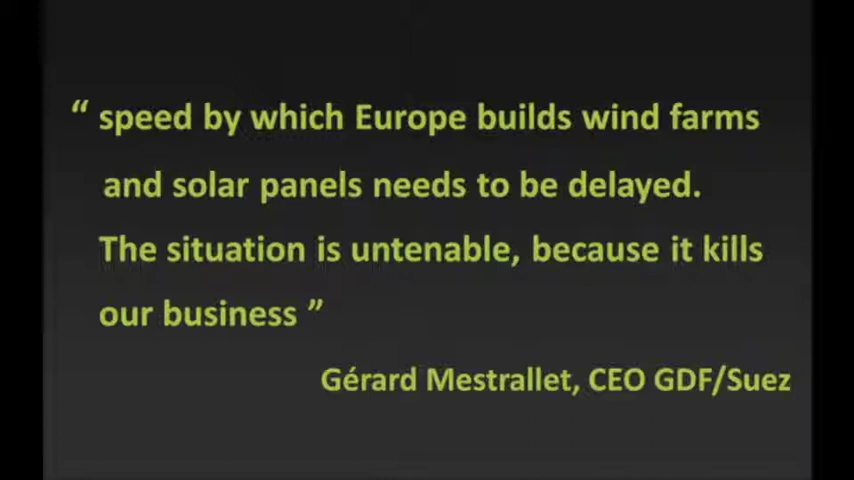 “ speed by which Europe builds wind farms
and solar panels needs to be delayed.
The situation is untenable, because it kills
our business ”
Gérard Mestrallet, CEO GDF/Suez